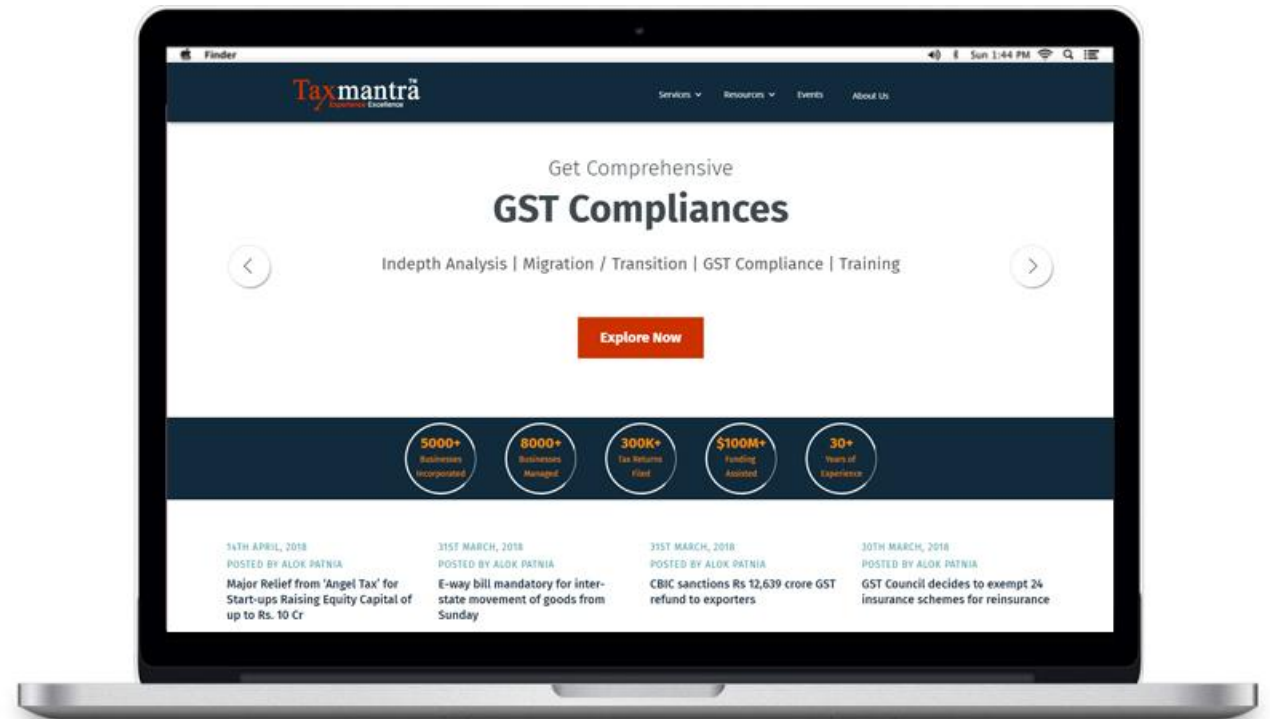 Finder
Sun 1:44 PM
Taxmantra™
Experience Excellence
Services
Resources
Events
About Us
Get Comprehensive
GST Compliances
Indepth Analysis | Migration / Transition | GST Compliance | Training
Explore Now
5000+
Businesses
Incorporated
8000+
Businesses
Managed
300K+
Tax Returns
Filed
$100M+
Funding
Assisted
30+
Years of
Experience
14TH APRIL, 2018
POSTED BY ALOK PATNIA
Major Relief from 'Angel Tax' for
Start-ups Raising Equity Capital of
up to Rs. 10 Cr
31ST MARCH, 2018
POSTED BY ALOK PATNIA
E-way bill mandatory for inter-
state movement of goods from
Sunday
31ST MARCH, 2018
POSTED BY ALOK PATNIA
CBIC sanctions Rs 12,639 crore GST
refund to exporters
30TH MARCH, 2018
POSTED BY ALOK PATNIA
GST Council decides to exempt 24
insurance schemes for reinsurance